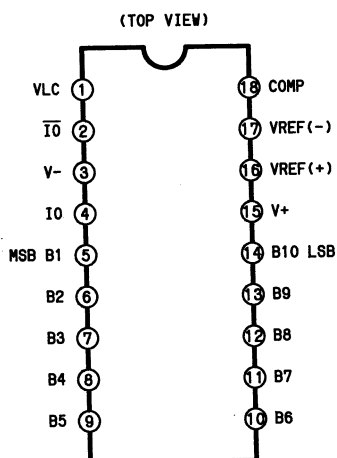 (TOP VIEW)
VLC 1 18 COMP
I̅O̅ 2 17 VREF(-)
V- 3 16 VREF(+)
IO 4 15 V+
MSB B1 5 14 B10 LSB
B2 6 13 B9
B3 7 12 B8
B4 8 11 B7
B5 9 10 B6